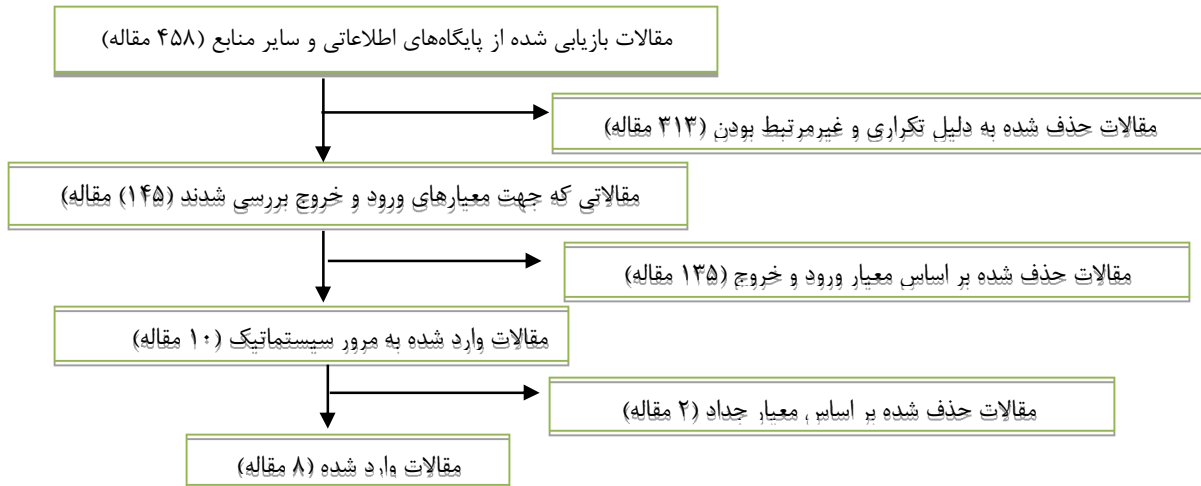 مقالات بازیابی شده از پایگاه‌های اطلاعاتی و سایر منابع (۴۵۸ مقاله)
مقالات حذف شده به دلیل تکراری و غیرمرتبط بودن (۳۱۳ مقاله)
مقالاتی که جهت معیارهای ورود و خروج بررسی شدند (۱۴۵) مقاله)
مقالات حذف شده بر اساس معیار ورود و خروج (۱۳۵ مقاله)
مقالات وارد شده به مرور سیستماتیک (۱۰ مقاله)
مقالات حذف شده بر اساس معیار جداد (۲ مقاله)
مقالات وارد شده (۸ مقاله)